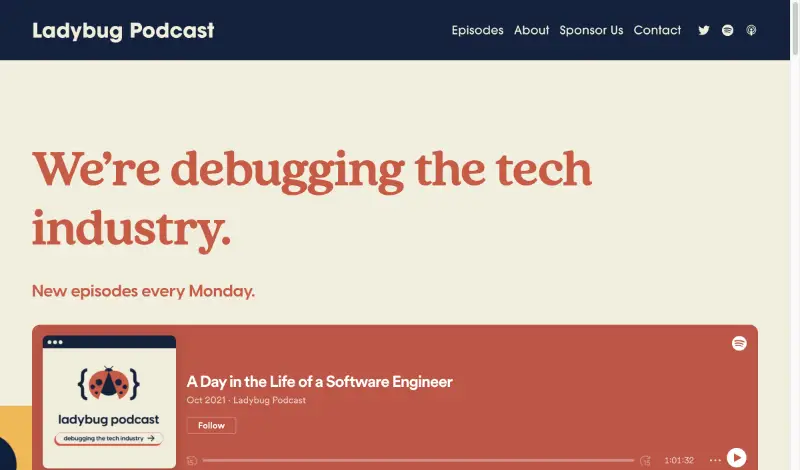 Ladybug Podcast
Episodes About Sponsor Us Contact
We’re debugging the tech
industry.
New episodes every Monday.
A Day in the Life of a Software Engineer
Oct 2021 · Ladybug Podcast
Follow
ladybug podcast
debugging the tech industry →
1:01:32